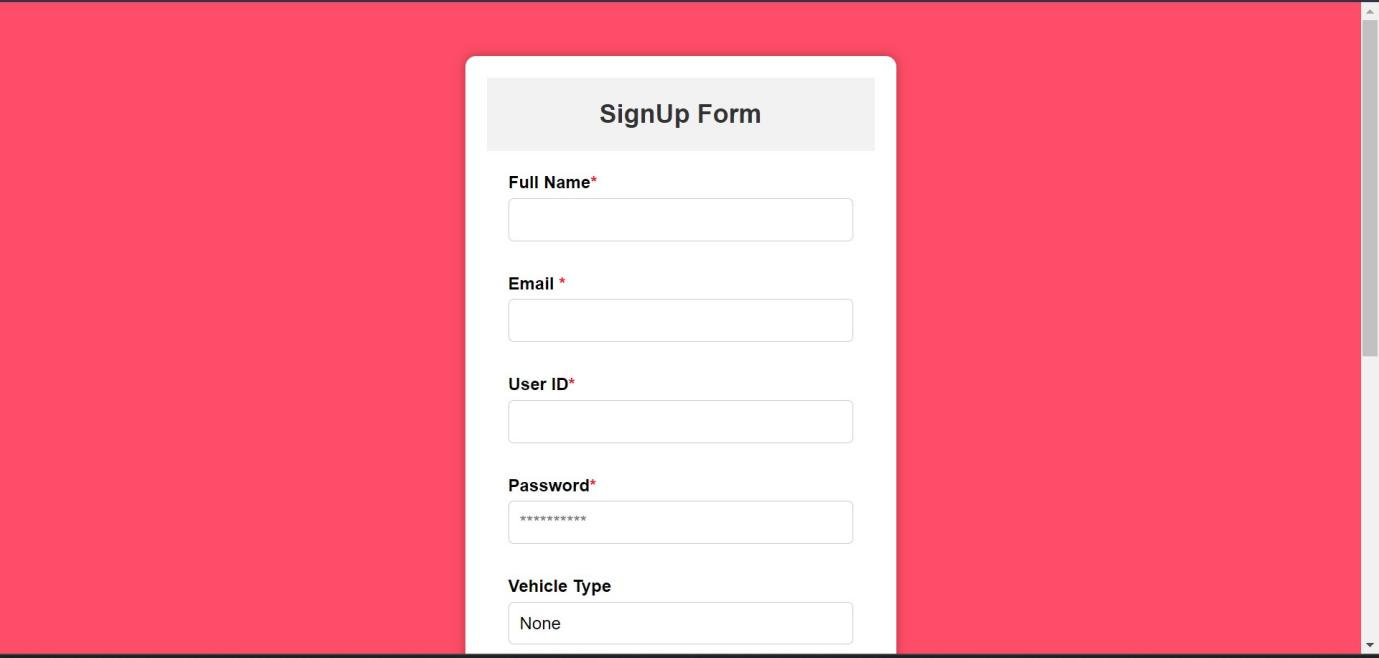 SignUp Form
Full Name*
Email *
User ID*
Password*
**********
Vehicle Type
None